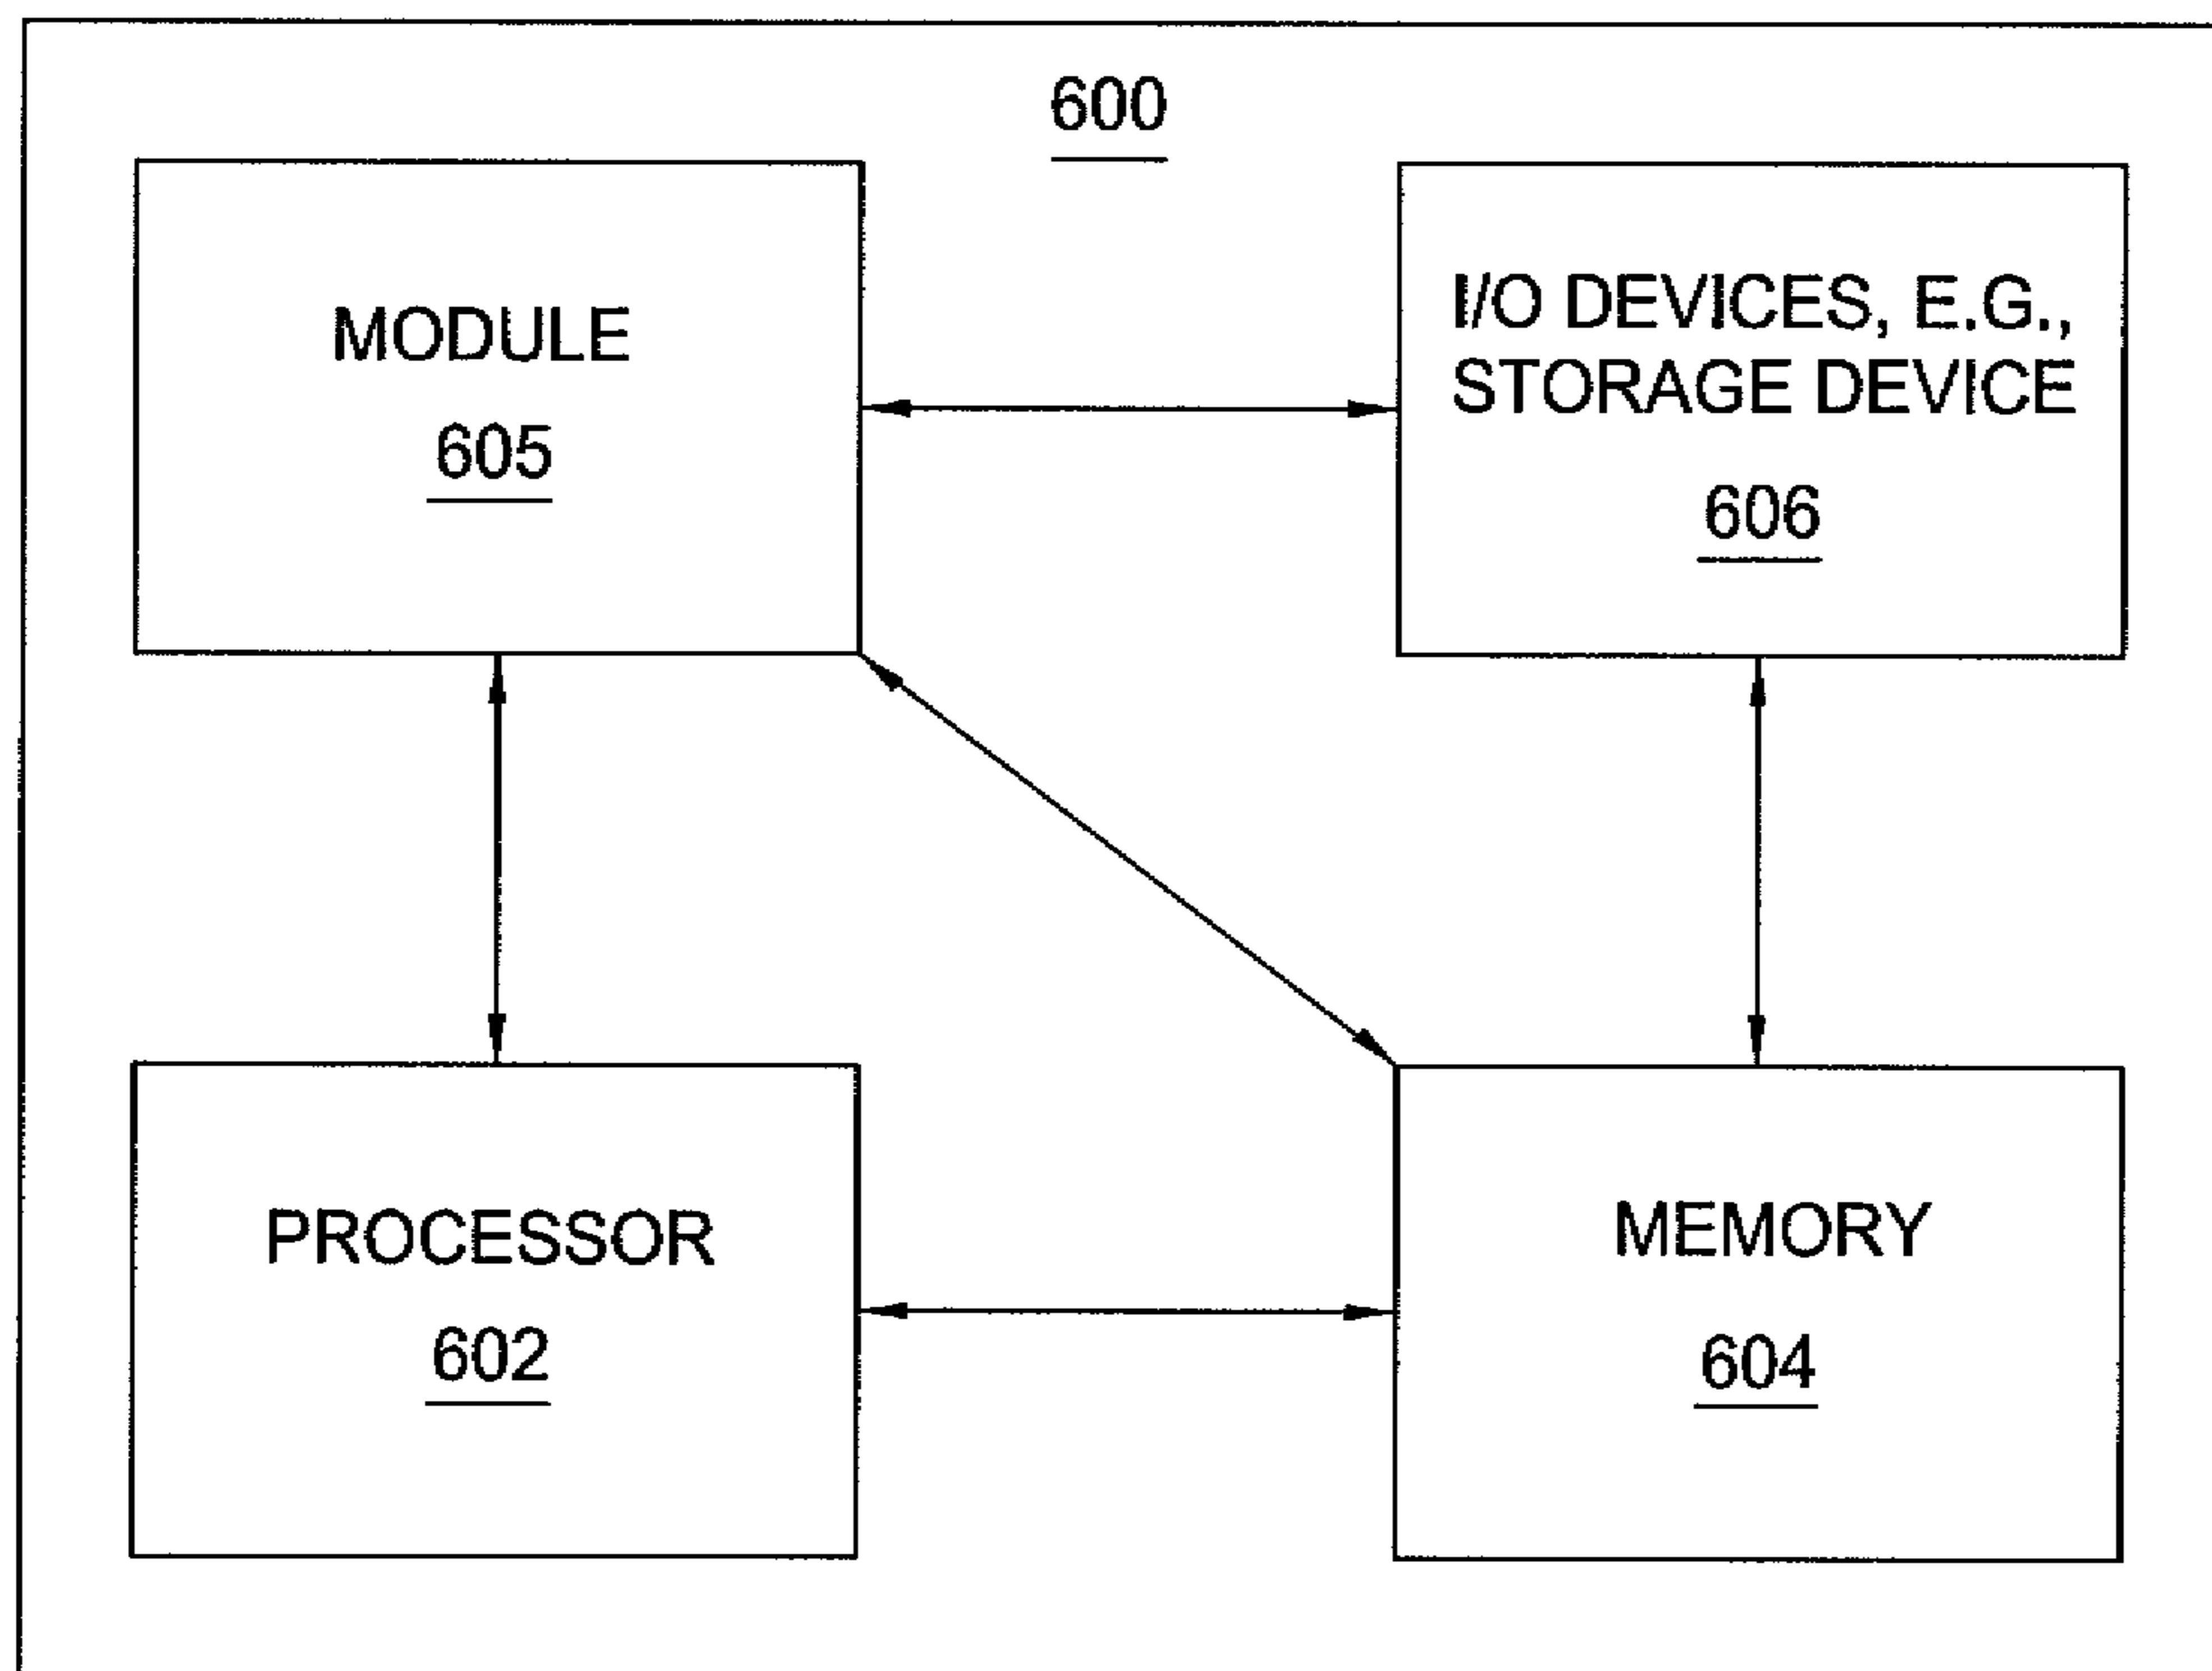 600
MODULE
605
I/O DEVICES, E.G.,
STORAGE DEVICE
606
PROCESSOR
602
MEMORY
604